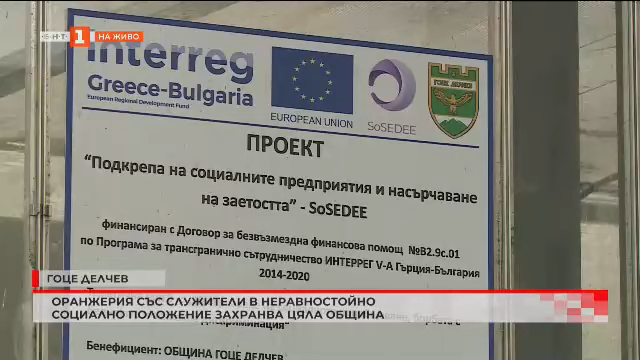 БНТ 1 НА ЖИВО
Interreg
Greece-Bulgaria
European Regional Development Fund
EUROPEAN UNION
SoSEDEE
ГОЦЕ ДЕЛЧЕВ
ПРОЕКТ
“Подкрепа на социалните предприятия и насърчаване
на заетостта” - SoSEDEE
финансиран с Договор за безвъзмездна финансова помощ №B2.9c.01
по Програма за трансгранично сътрудничество ИНТЕРРЕГ V-A Гърция-България
2014-2020
ГОЦЕ ДЕЛЧЕВ
ОРАНЖЕРИЯ СЪС СЛУЖИТЕЛИ В НЕРАВНОСТОЙНО
СОЦИАЛНО ПОЛОЖЕНИЕ ЗАХРАНВА ЦЯЛА ОБЩИНА
Бенефициент: ОБЩИНА ГОЦЕ ДЕЛЧЕВ